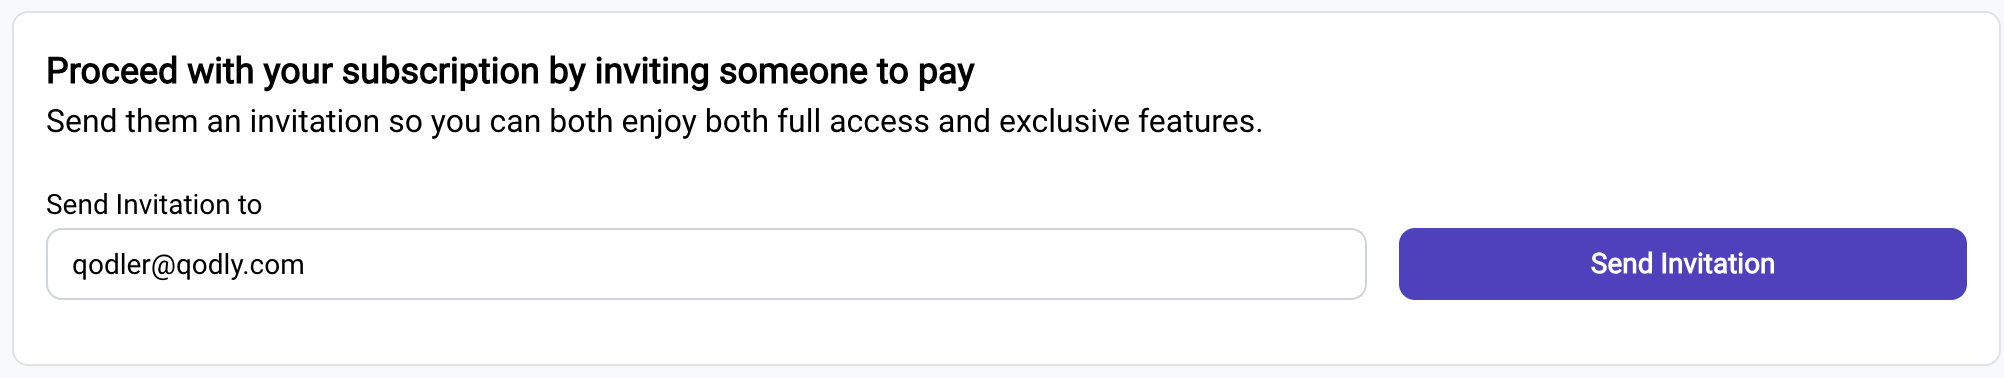 Proceed with your subscription by inviting someone to pay
Send them an invitation so you can both enjoy both full access and exclusive features.
Send Invitation to
qodler@qodly.com
Send Invitation